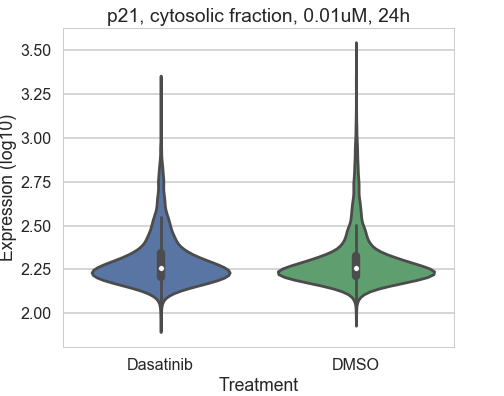 p21, cytosolic fraction, 0.01uM, 24h
Expression (log10)
3.50
3.25
3.00
2.75
2.50
2.25
2.00
Dasatinib DMSO
Treatment